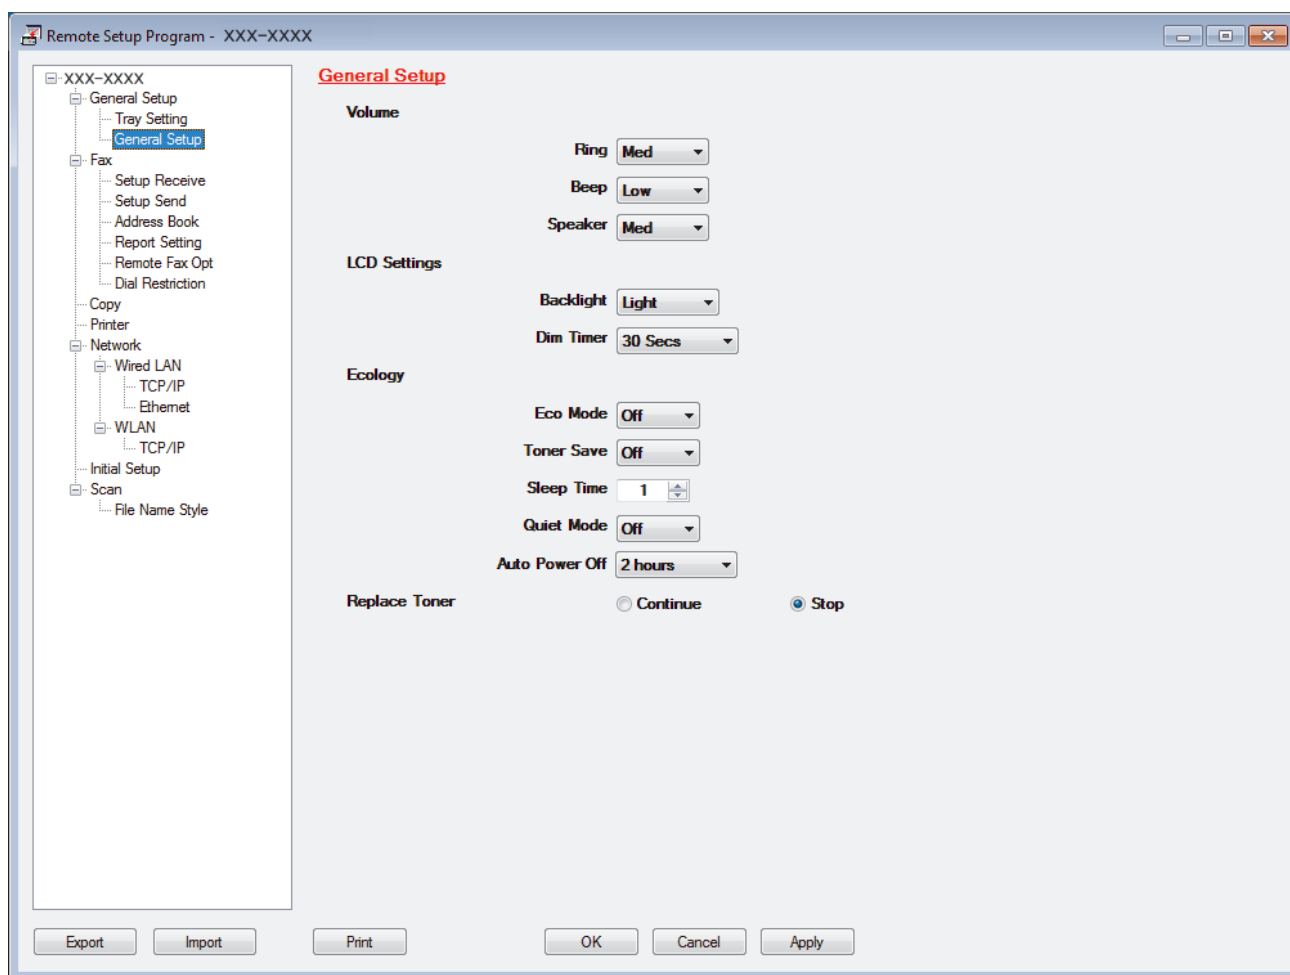 Remote Setup Program - XXX-XXXX
XXX-XXXX
General Setup
Tray Setting
General Setup
Fax
Setup Receive
Setup Send
Address Book
Report Setting
Remote Fax Opt
Dial Restriction
Copy
Printer
Network
Wired LAN
TCP/IP
Ethernet
WLAN
TCP/IP
Initial Setup
Scan
File Name Style
General Setup
Volume
Ring Med
Beep Low
Speaker Med
LCD Settings
Backlight Light
Dim Timer 30 Secs
Ecology
Eco Mode Off
Toner Save Off
Sleep Time 1
Quiet Mode Off
Auto Power Off 2 hours
Replace Toner Continue Stop
Export Import Print OK Cancel Apply